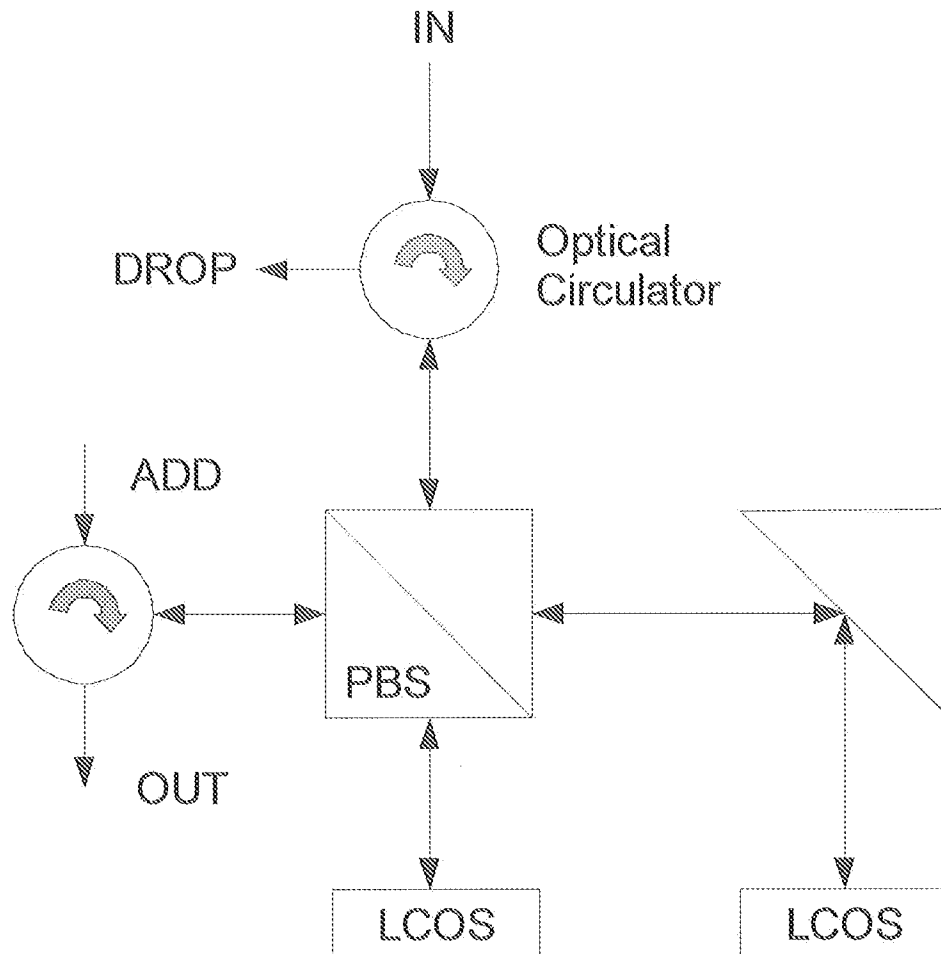 IN
DROP
Optical
Circulator
ADD
PBS
OUT
LCOS
LCOS